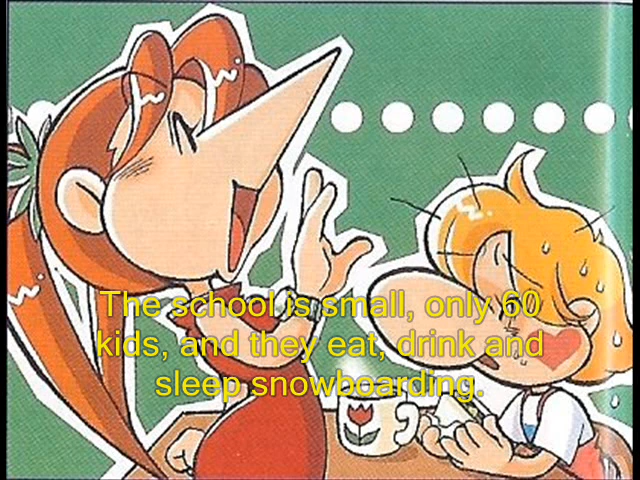 The school is small, only 60
kids, and they eat, drink and
sleep snowboarding.